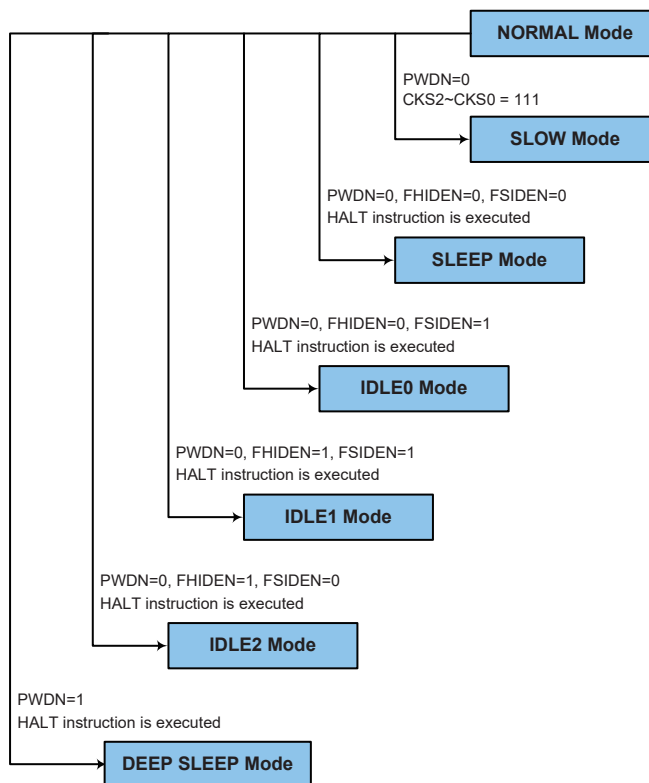 NORMAL Mode
PWDN=0
CKS2~CKS0 = 111
SLOW Mode
PWDN=0, FHIDEN=0, FSIDEN=0
HALT instruction is executed
SLEEP Mode
PWDN=0, FHIDEN=0, FSIDEN=1
HALT instruction is executed
IDLE0 Mode
PWDN=0, FHIDEN=1, FSIDEN=1
HALT instruction is executed
IDLE1 Mode
PWDN=0, FHIDEN=1, FSIDEN=0
HALT instruction is executed
IDLE2 Mode
PWDN=1
HALT instruction is executed
DEEP SLEEP Mode